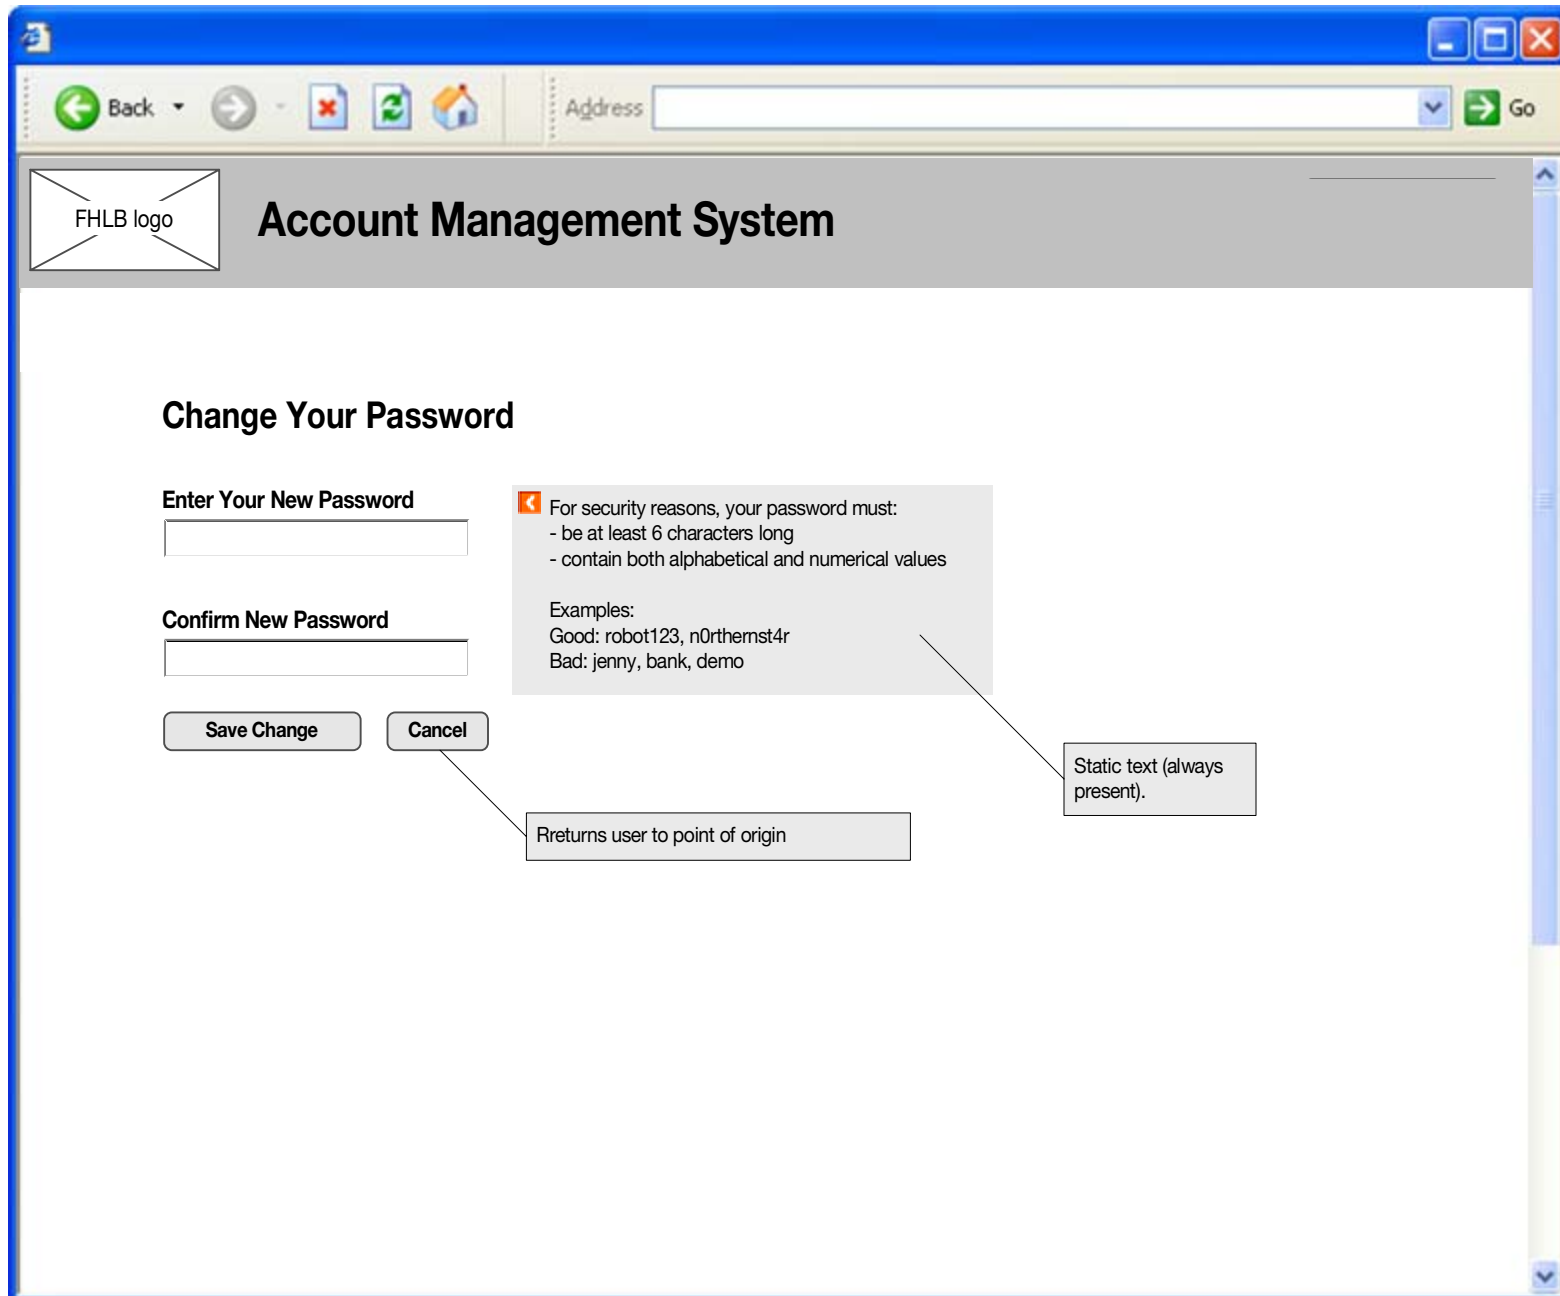 Back
Address
Go
FHLB logo
Account Management System
Change Your Password
Enter Your New Password
For security reasons, your password must:
- be at least 6 characters long
- contain both alphabetical and numerical values
Examples:
Good: robot123, n0rthernst4r
Bad: jenny, bank, demo
Confirm New Password
Save Change
Cancel
Static text (always
present).
Rreturns user to point of origin